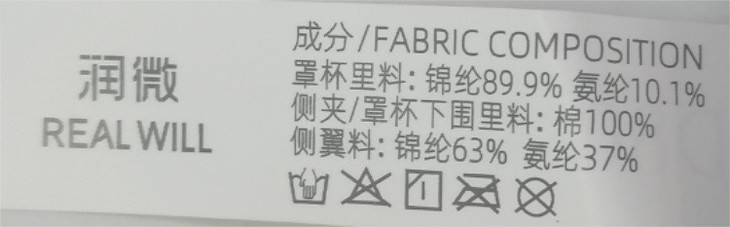 润微
REAL WILL
成分/FABRIC COMPOSITION
罩杯里料: 锦纶89.9% 氨纶10.1%
侧夹/罩杯下围里料: 棉100%
侧翼料: 锦纶63% 氨纶37%